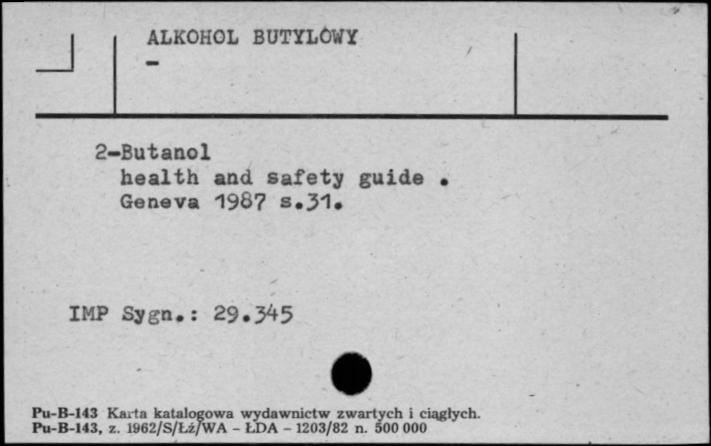 ALKOHOL BUTYLOWY
-
2-Butanol
health and safety guide .
Geneva 1987 s.31.
IMP Sygn.: 29.345
Pu-B-143 Karta katalogowa wydawnictw zwartych i ciągłych.
Pu-B-143, z. 1962/S/Łź/WA - ŁDA - 1203/82 n. 500 000